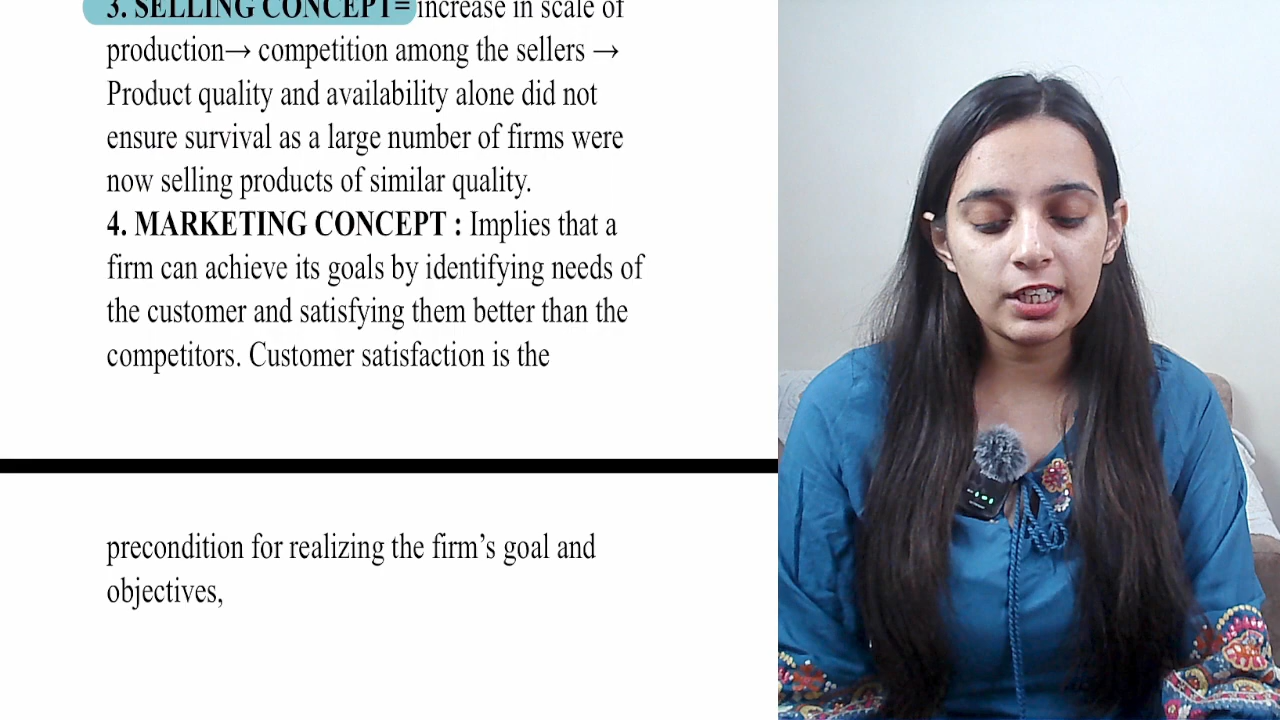 3. SELLING CONCEPT= increase in scale of
production→ competition among the sellers →
Product quality and availability alone did not
ensure survival as a large number of firms were
now selling products of similar quality.
4. MARKETING CONCEPT : Implies that a
firm can achieve its goals by identifying needs of
the customer and satisfying them better than the
competitors. Customer satisfaction is the
precondition for realizing the firm’s goal and
objectives,